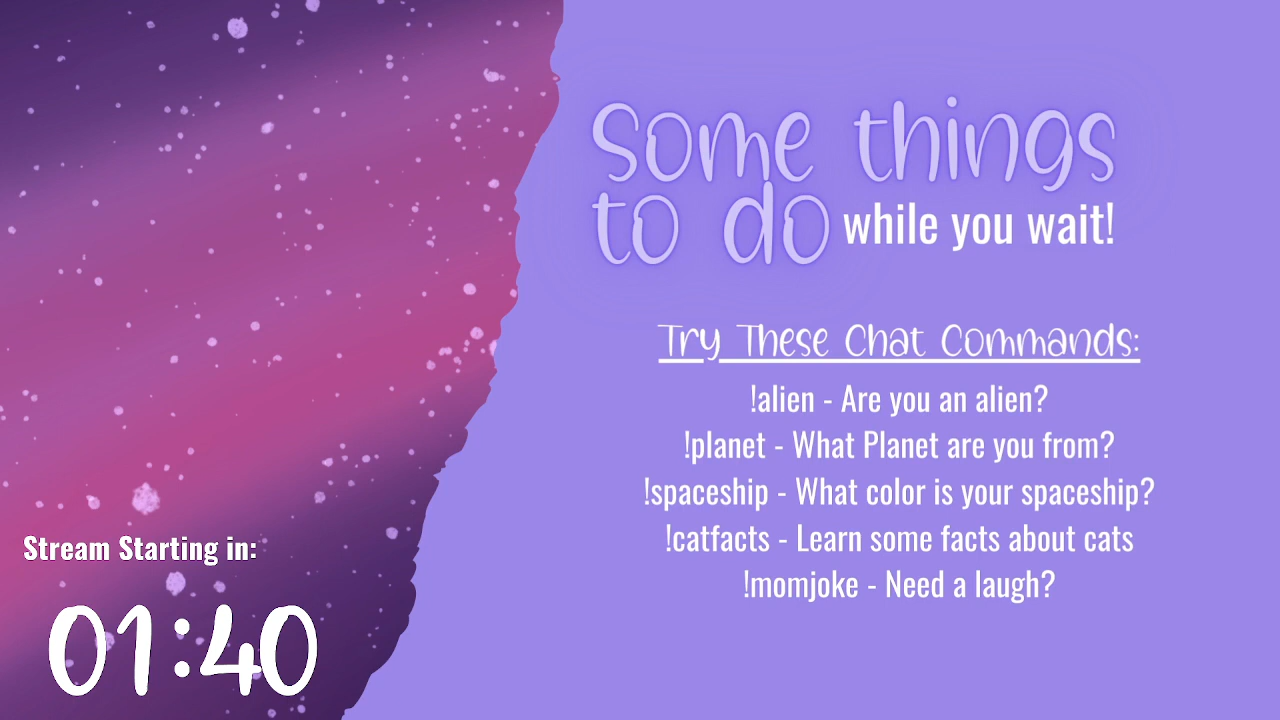 Some things
to do while you wait!
Try These Chat Commands:
!alien - Are you an alien?
!planet - What Planet are you from?
!spaceship - What color is your spaceship?
!catfacts - Learn some facts about cats
!momjoke - Need a laugh?
Stream Starting in:
01:40